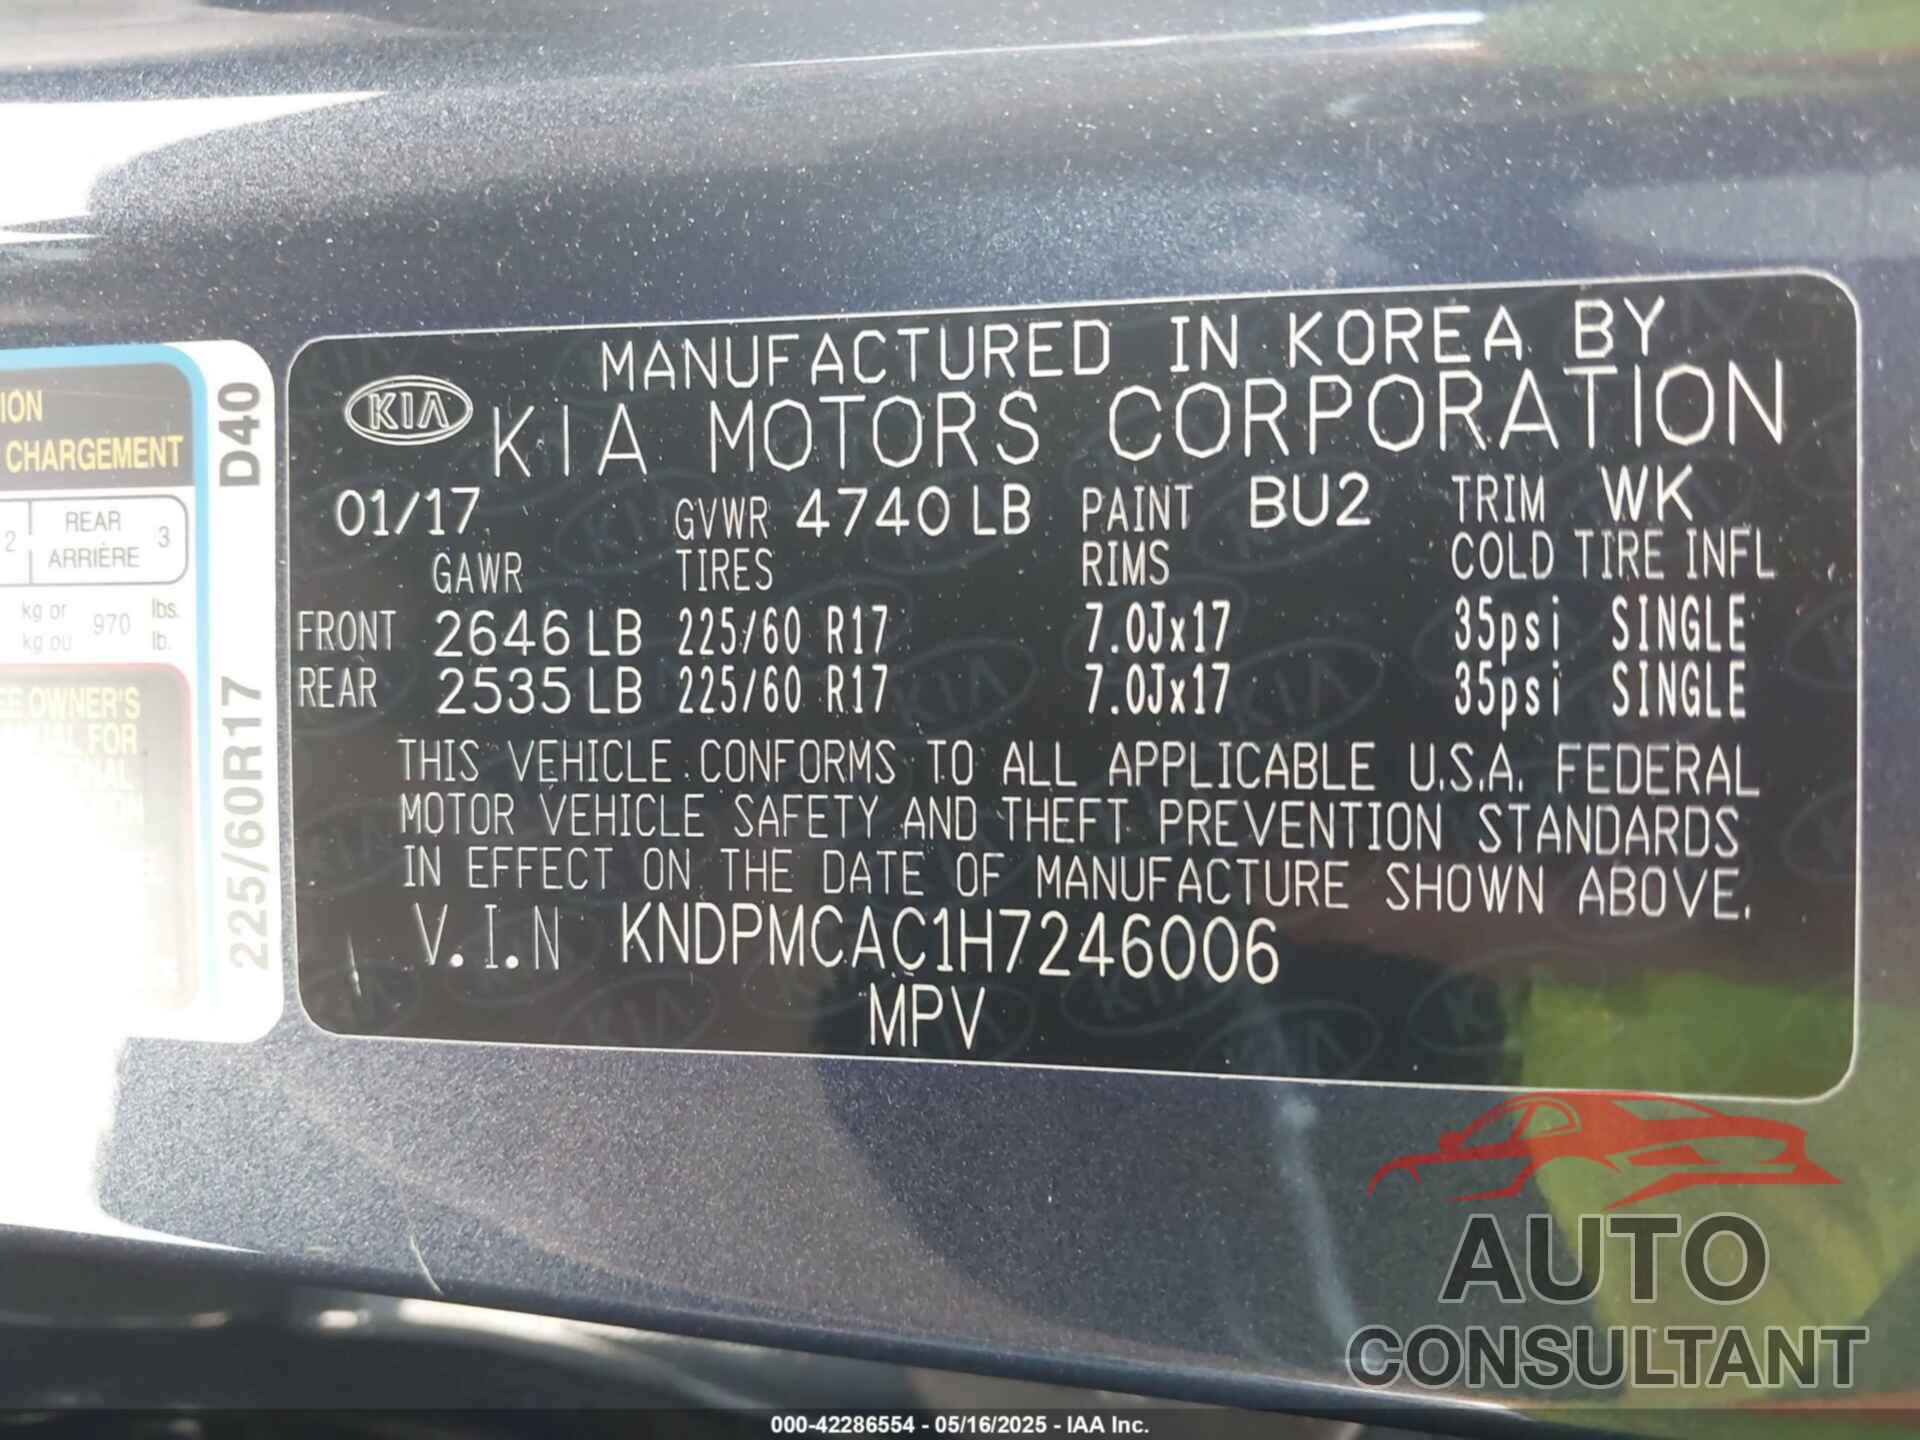 ION
CHARGEMENT
2 REAR 3
ARRIÈRE
kg or 970 lbs.
kg ou lb.
OWNER'S
FOR
D40
225/60R17
KIA
MANUFACTURED IN KOREA BY
KIA MOTORS CORPORATION
01/17 GVWR 4740 LB PAINT BU2 TRIM WK
GAWR TIRES RIMS COLD TIRE INFL
FRONT 2646 LB 225/60 R17 7.0Jx17 35psi SINGLE
REAR 2535 LB 225/60 R17 7.0Jx17 35psi SINGLE
THIS VEHICLE CONFORMS TO ALL APPLICABLE U.S.A. FEDERAL
MOTOR VEHICLE SAFETY AND THEFT PREVENTION STANDARDS
IN EFFECT ON THE DATE OF MANUFACTURE SHOWN ABOVE.
V.I.N KNDPMCAC1H7246006
MPV
AUTO
CONSULTANT
000-42286554 - 05/16/2025 - IAA Inc.